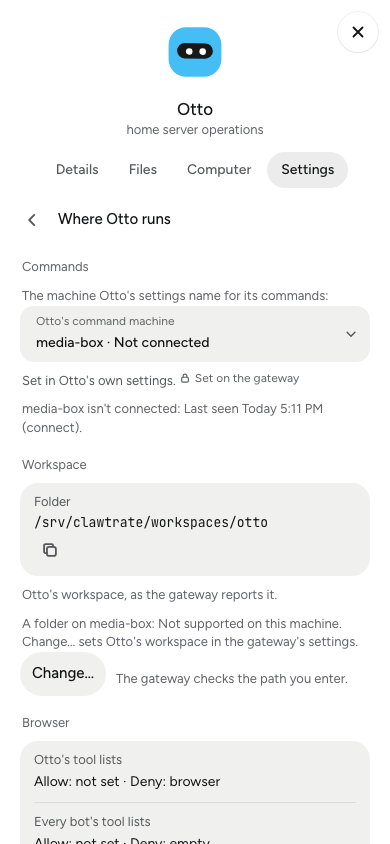 Otto
home server operations
Details Files Computer Settings
Where Otto runs
Commands
The machine Otto's settings name for its commands:
Otto's command machine
media-box · Not connected
Set in Otto's own settings. Set on the gateway
media-box isn't connected: Last seen Today 5:11 PM
(connect).
Workspace
Folder
/srv/clawtrate/workspaces/otto
Otto's workspace, as the gateway reports it.
A folder on media-box: Not supported on this machine.
Change... sets Otto's workspace in the gateway's settings.
Change... The gateway checks the path you enter.
Browser
Otto's tool lists
Allow: not set · Deny: browser
Every bot's tool lists
Allow: not set · Deny: empty